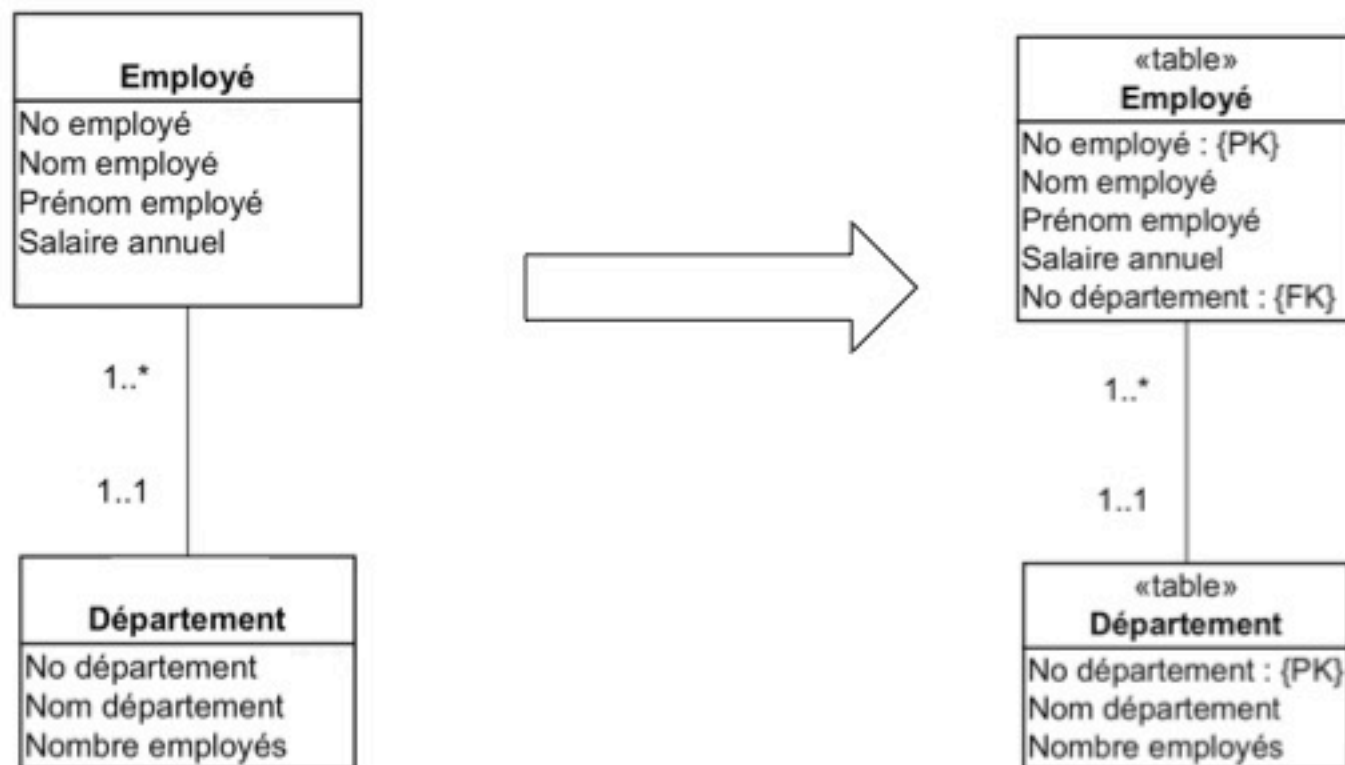 Employé
No employé
Nom employé
Prénom employé
Salaire annuel
1..*
1..1
Département
No département
Nom département
Nombre employés
«table»
Employé
No employé : {PK}
Nom employé
Prénom employé
Salaire annuel
No département : {FK}
1..*
1..1
«table»
Département
No département : {PK}
Nom département
Nombre employés